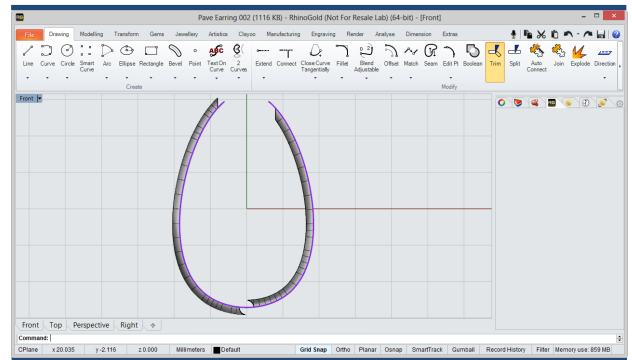 RG Pave Earring 002 (1116 KB) - RhinoGold (Not For Resale Lab) (64-bit) - [Front]
File Drawing Modelling Transform Gems Jewellery Artistics Clayoo Manufacturing Engraving Render Analyse Dimension Extras
Line Curve Circle Smart Curve Arc Ellipse Rectangle Bevel Point Text On Curve 2 Curves Extend Connect Close Curve Tangentially Fillet Blend Adjustable Offset Match Seam Edit Pt Boolean Trim Split Auto Connect Join Explode Direction
Create Modify
Front
Front Top Perspective Right
Command:
CPlane x 20.035 y -2.116 z 0.000 Millimeters Default Grid Snap Ortho Planar Osnap SmartTrack Gumball Record History Filter Memory use: 859 MB